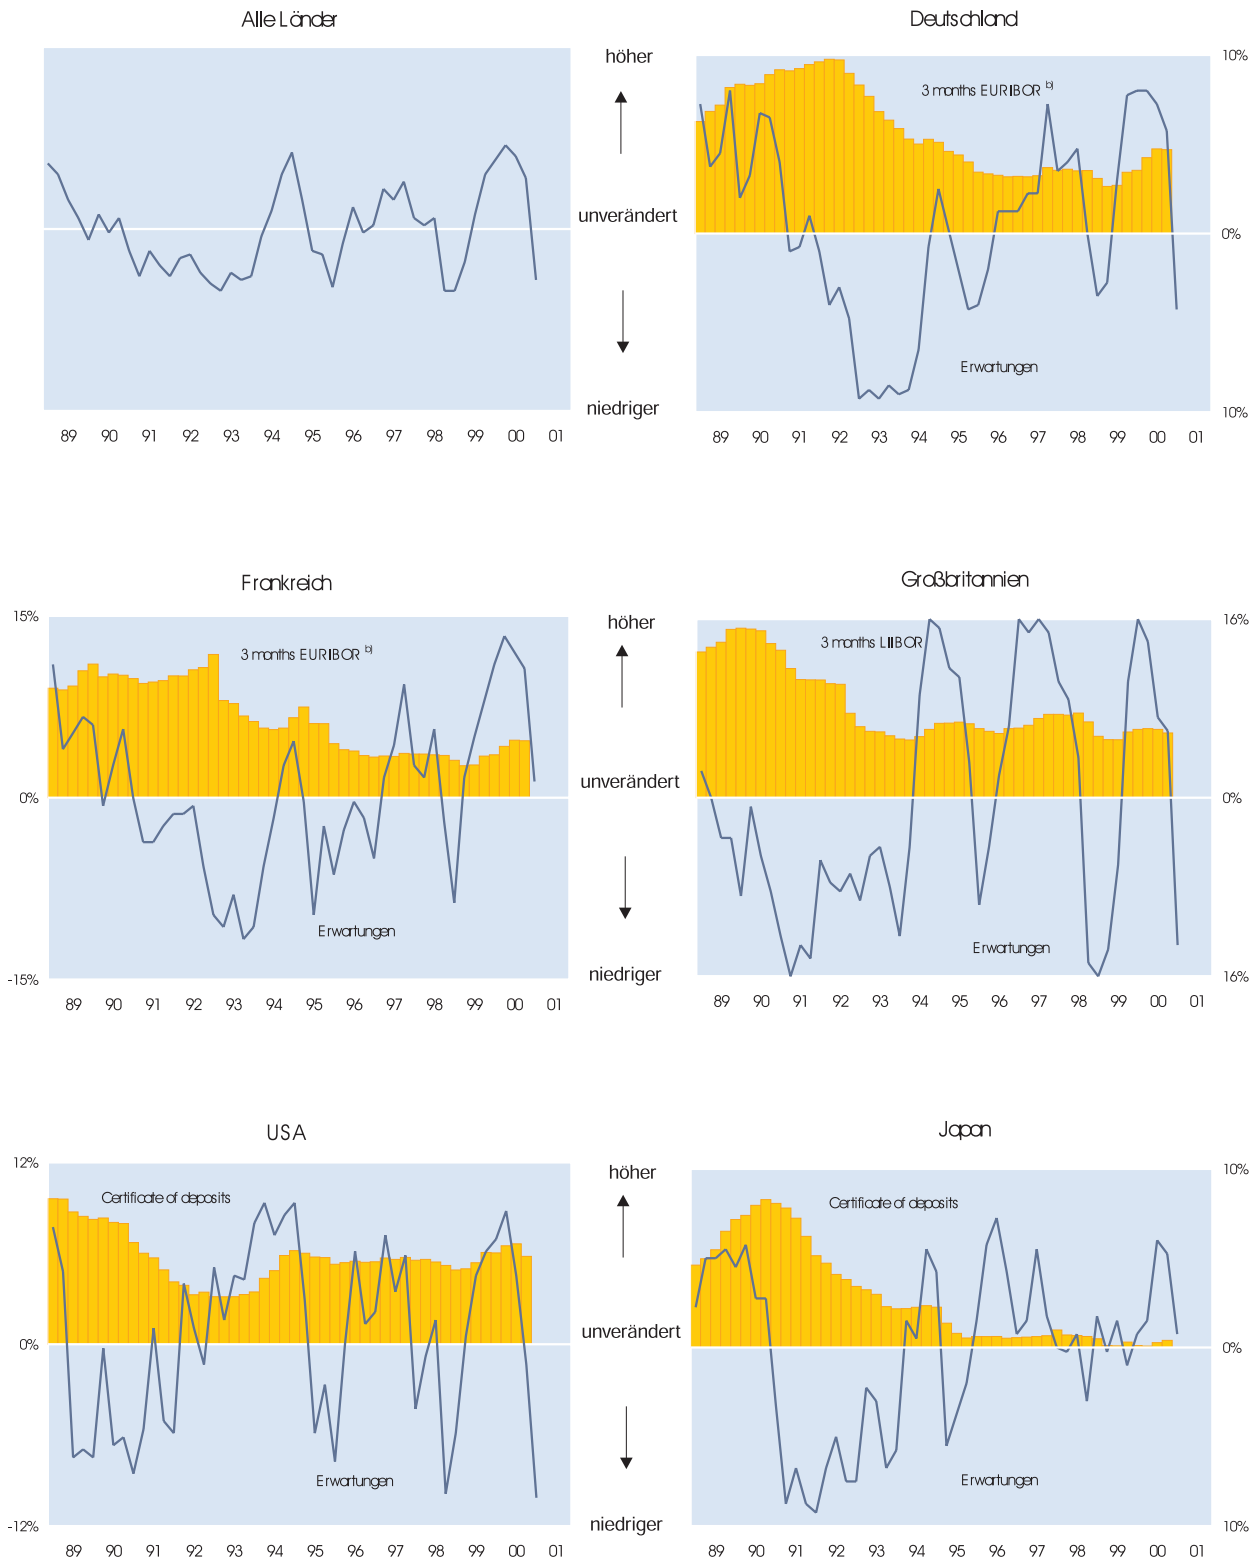 Alle Länder
Deutschland
höher
unverändert
niedriger
3 months EURIBOR b)
Erwartungen
10%
0%
10%
89 90 91 92 93 94 95 96 97 98 99 00 01
89 90 91 92 93 94 95 96 97 98 99 00 01
Frankreich
Großbritannien
15%
0%
-15%
3 months EURIBOR b)
Erwartungen
höher
unverändert
niedriger
3 months LIIBOR
Erwartungen
16%
0%
16%
89 90 91 92 93 94 95 96 97 98 99 00 01
89 90 91 92 93 94 95 96 97 98 99 00 01
USA
Japan
12%
0%
-12%
Certificate of deposits
Erwartungen
höher
unverändert
niedriger
Certificate of deposits
Erwartungen
10%
0%
10%
89 90 91 92 93 94 95 96 97 98 99 00 01
89 90 91 92 93 94 95 96 97 98 99 00 01